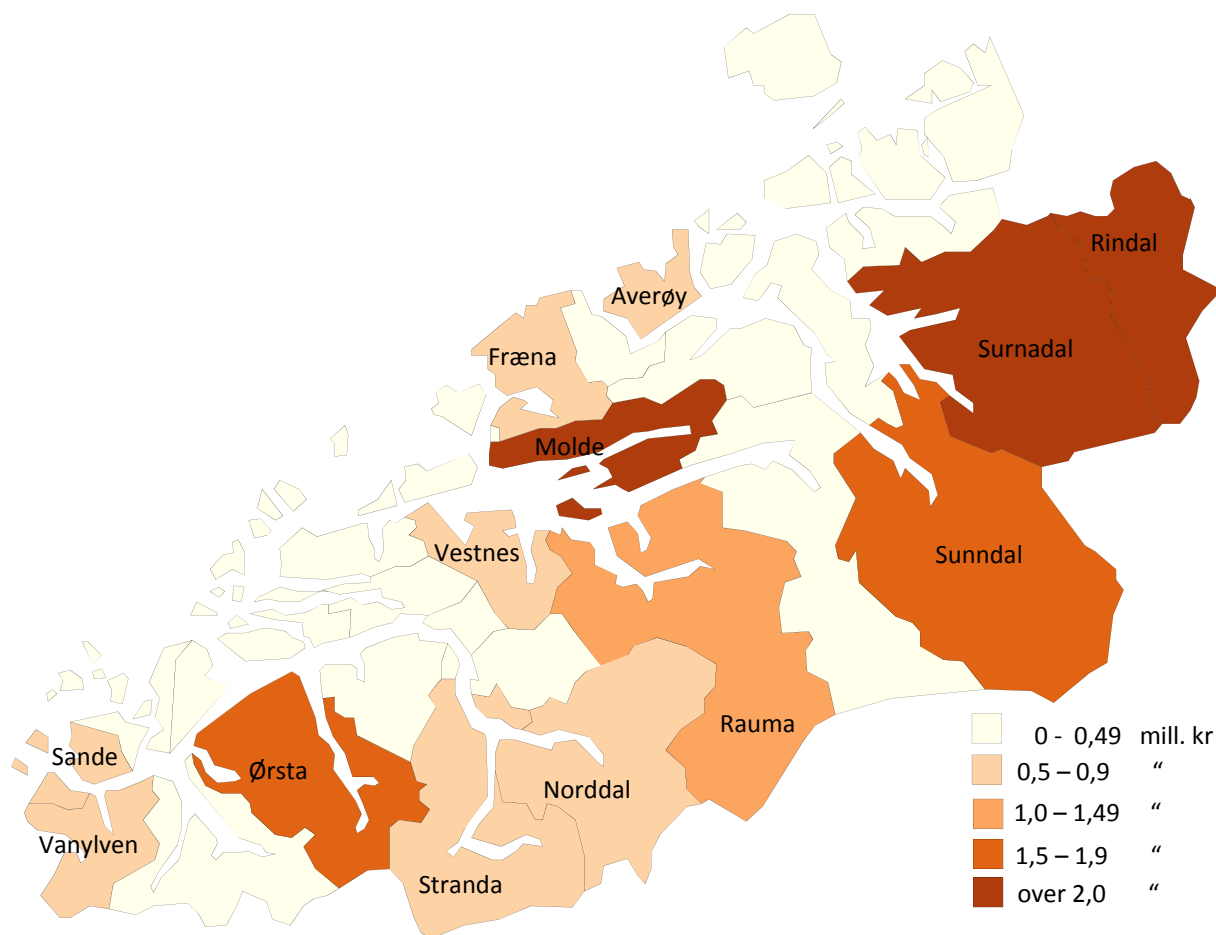 Rindal
Averøy
Surnadal
Fræna
Molde
Vestnes
Sunndal
Rauma
Sande
Ørsta
Norddal
Vanylven
Stranda
0 - 0,49 mill. kr
0,5 – 0,9 “
1,0 – 1,49 “
1,5 – 1,9 “
over 2,0 “